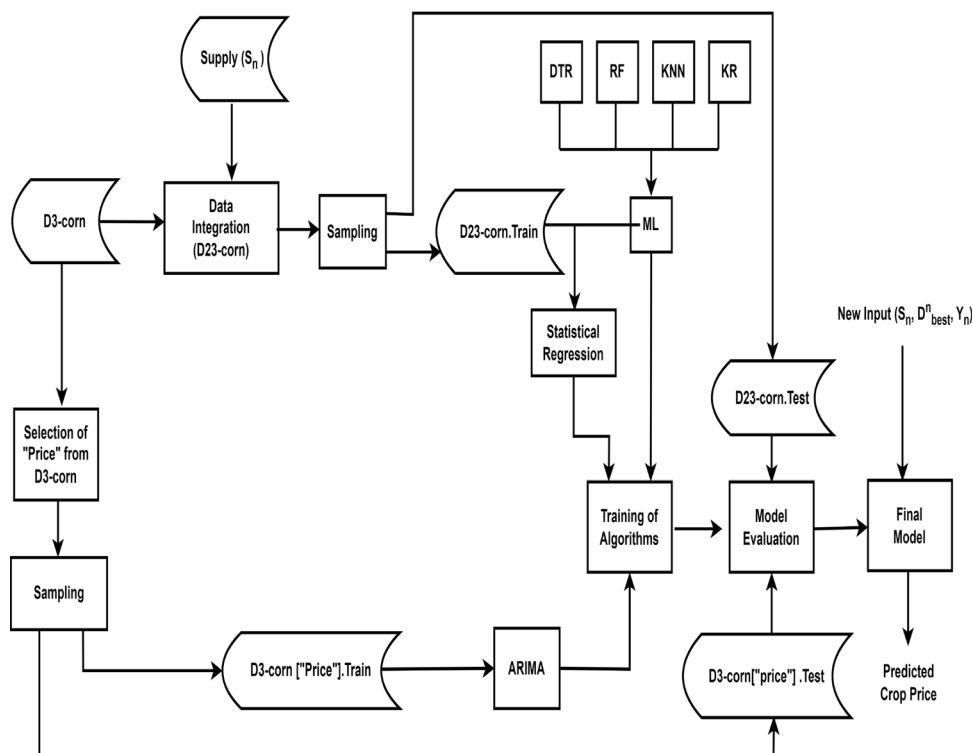 Supply (Sn)
DTR
RF
KNN
KR
D3-corn
Data
Integration
(D23-corn)
Sampling
D23-corn.Train
ML
Statistical
Regression
New Input (Sn, Dnbest, Yn)
D23-corn.Test
Selection of
"Price" from
D3-corn
Training of
Algorithms
Model
Evaluation
Final
Model
Sampling
D3-corn ["Price"].Train
ARIMA
D3-corn["price"] .Test
Predicted
Crop Price